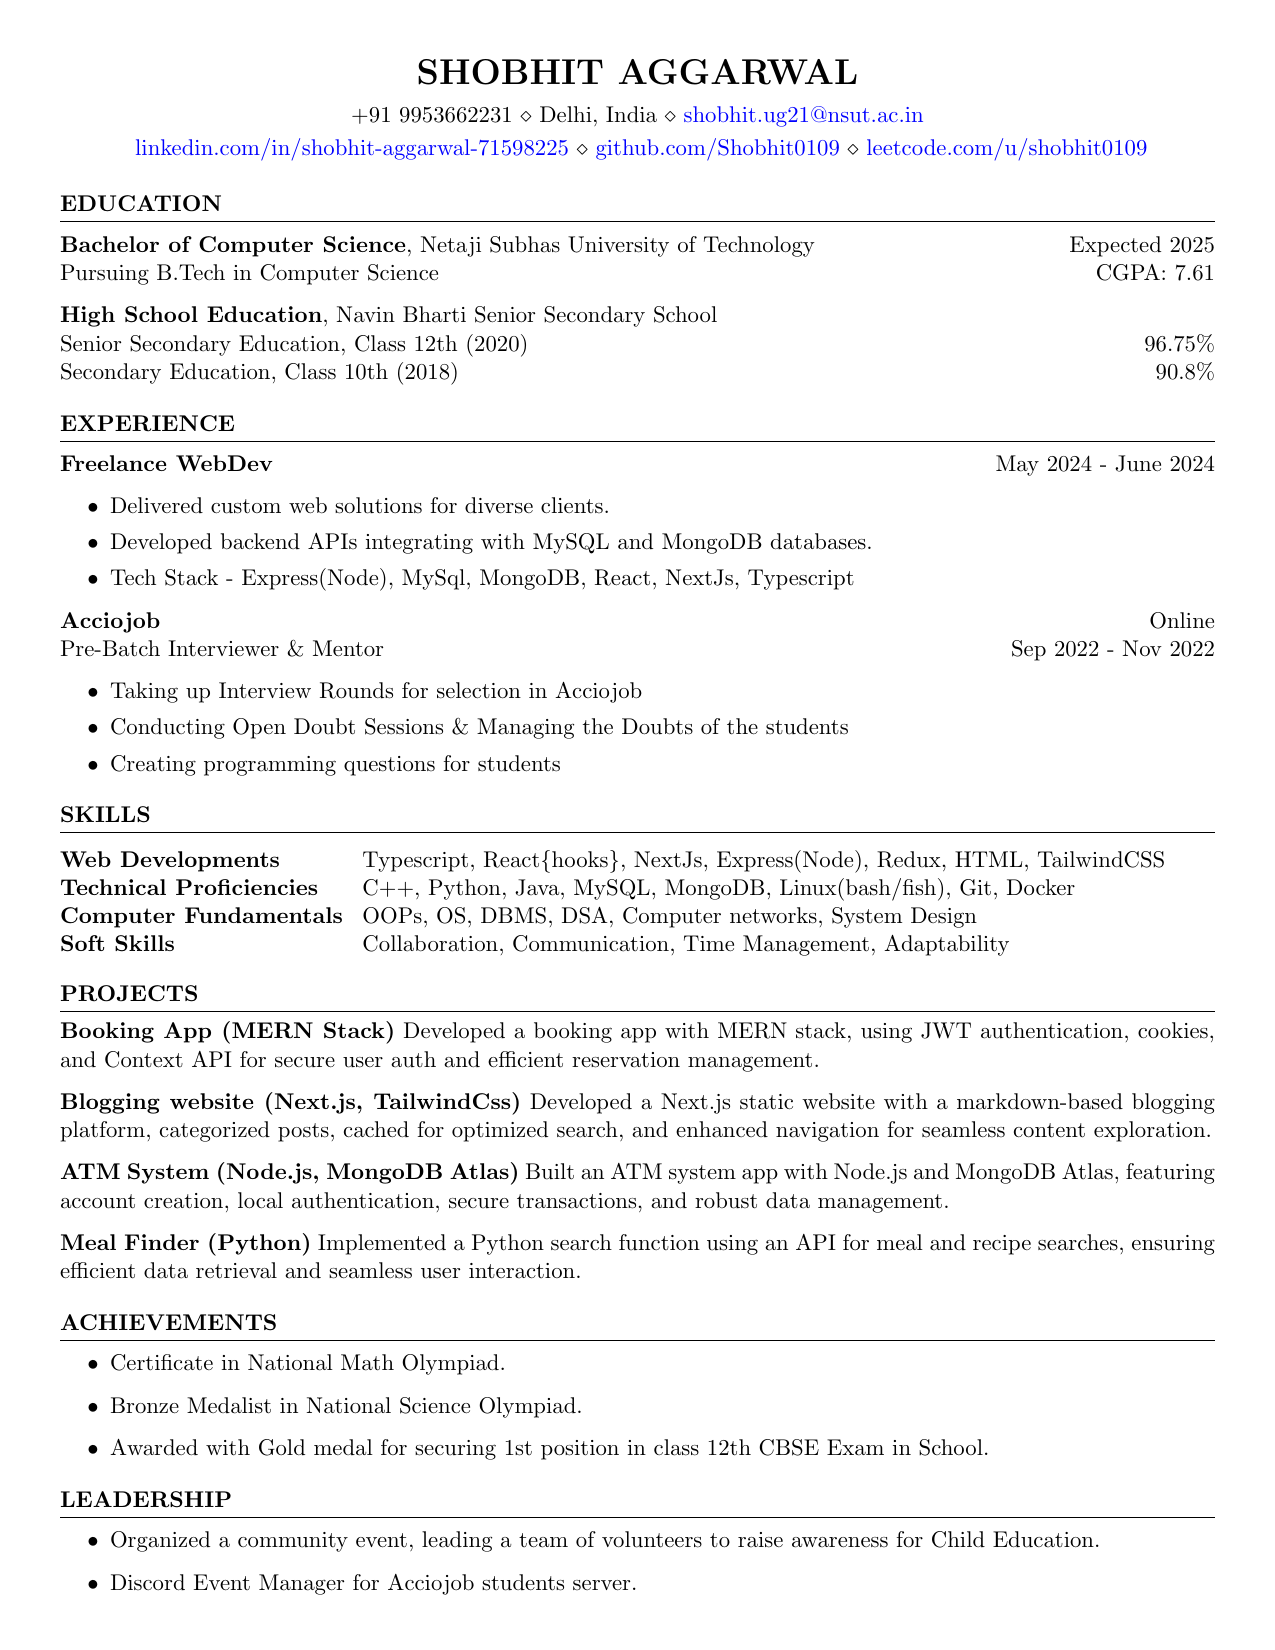 SHOBHIT AGGARWAL
+91 9953662231 ⋄ Delhi, India ⋄ shobhit.ug21@nsut.ac.in
linkedin.com/in/shobhit-aggarwal-71598225 ⋄ github.com/Shobhit0109 ⋄ leetcode.com/u/shobhit0109
EDUCATION
Bachelor of Computer Science, Netaji Subhas University of Technology Expected 2025
Pursuing B.Tech in Computer Science CGPA: 7.61
High School Education, Navin Bharti Senior Secondary School
Senior Secondary Education, Class 12th (2020) 96.75%
Secondary Education, Class 10th (2018) 90.8%
EXPERIENCE
Freelance WebDev May 2024 - June 2024
• Delivered custom web solutions for diverse clients.
• Developed backend APIs integrating with MySQL and MongoDB databases.
• Tech Stack - Express(Node), MySql, MongoDB, React, NextJs, Typescript
Acciojob Online
Pre-Batch Interviewer & Mentor Sep 2022 - Nov 2022
• Taking up Interview Rounds for selection in Acciojob
• Conducting Open Doubt Sessions & Managing the Doubts of the students
• Creating programming questions for students
SKILLS
Web Developments Typescript, React{hooks}, NextJs, Express(Node), Redux, HTML, TailwindCSS
Technical Proficiencies C++, Python, Java, MySQL, MongoDB, Linux(bash/fish), Git, Docker
Computer Fundamentals OOPs, OS, DBMS, DSA, Computer networks, System Design
Soft Skills Collaboration, Communication, Time Management, Adaptability
PROJECTS
Booking App (MERN Stack) Developed a booking app with MERN stack, using JWT authentication, cookies,
and Context API for secure user auth and efficient reservation management.
Blogging website (Next.js, TailwindCss) Developed a Next.js static website with a markdown-based blogging
platform, categorized posts, cached for optimized search, and enhanced navigation for seamless content exploration.
ATM System (Node.js, MongoDB Atlas) Built an ATM system app with Node.js and MongoDB Atlas, featuring
account creation, local authentication, secure transactions, and robust data management.
Meal Finder (Python) Implemented a Python search function using an API for meal and recipe searches, ensuring
efficient data retrieval and seamless user interaction.
ACHIEVEMENTS
• Certificate in National Math Olympiad.
• Bronze Medalist in National Science Olympiad.
• Awarded with Gold medal for securing 1st position in class 12th CBSE Exam in School.
LEADERSHIP
• Organized a community event, leading a team of volunteers to raise awareness for Child Education.
• Discord Event Manager for Acciojob students server.